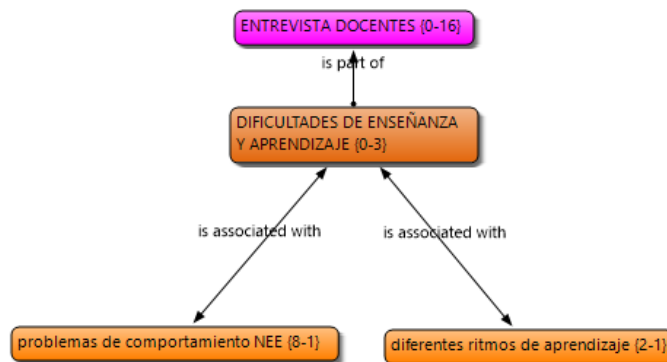 ENTREVISTA DOCENTES {0-16}
is part of
DIFICULTADES DE ENSEÑANZA
Y APRENDIZAJE {0-3}
is associated with
is associated with
problemas de comportamiento NEE {8-1}
diferentes ritmos de aprendizaje {2-1}